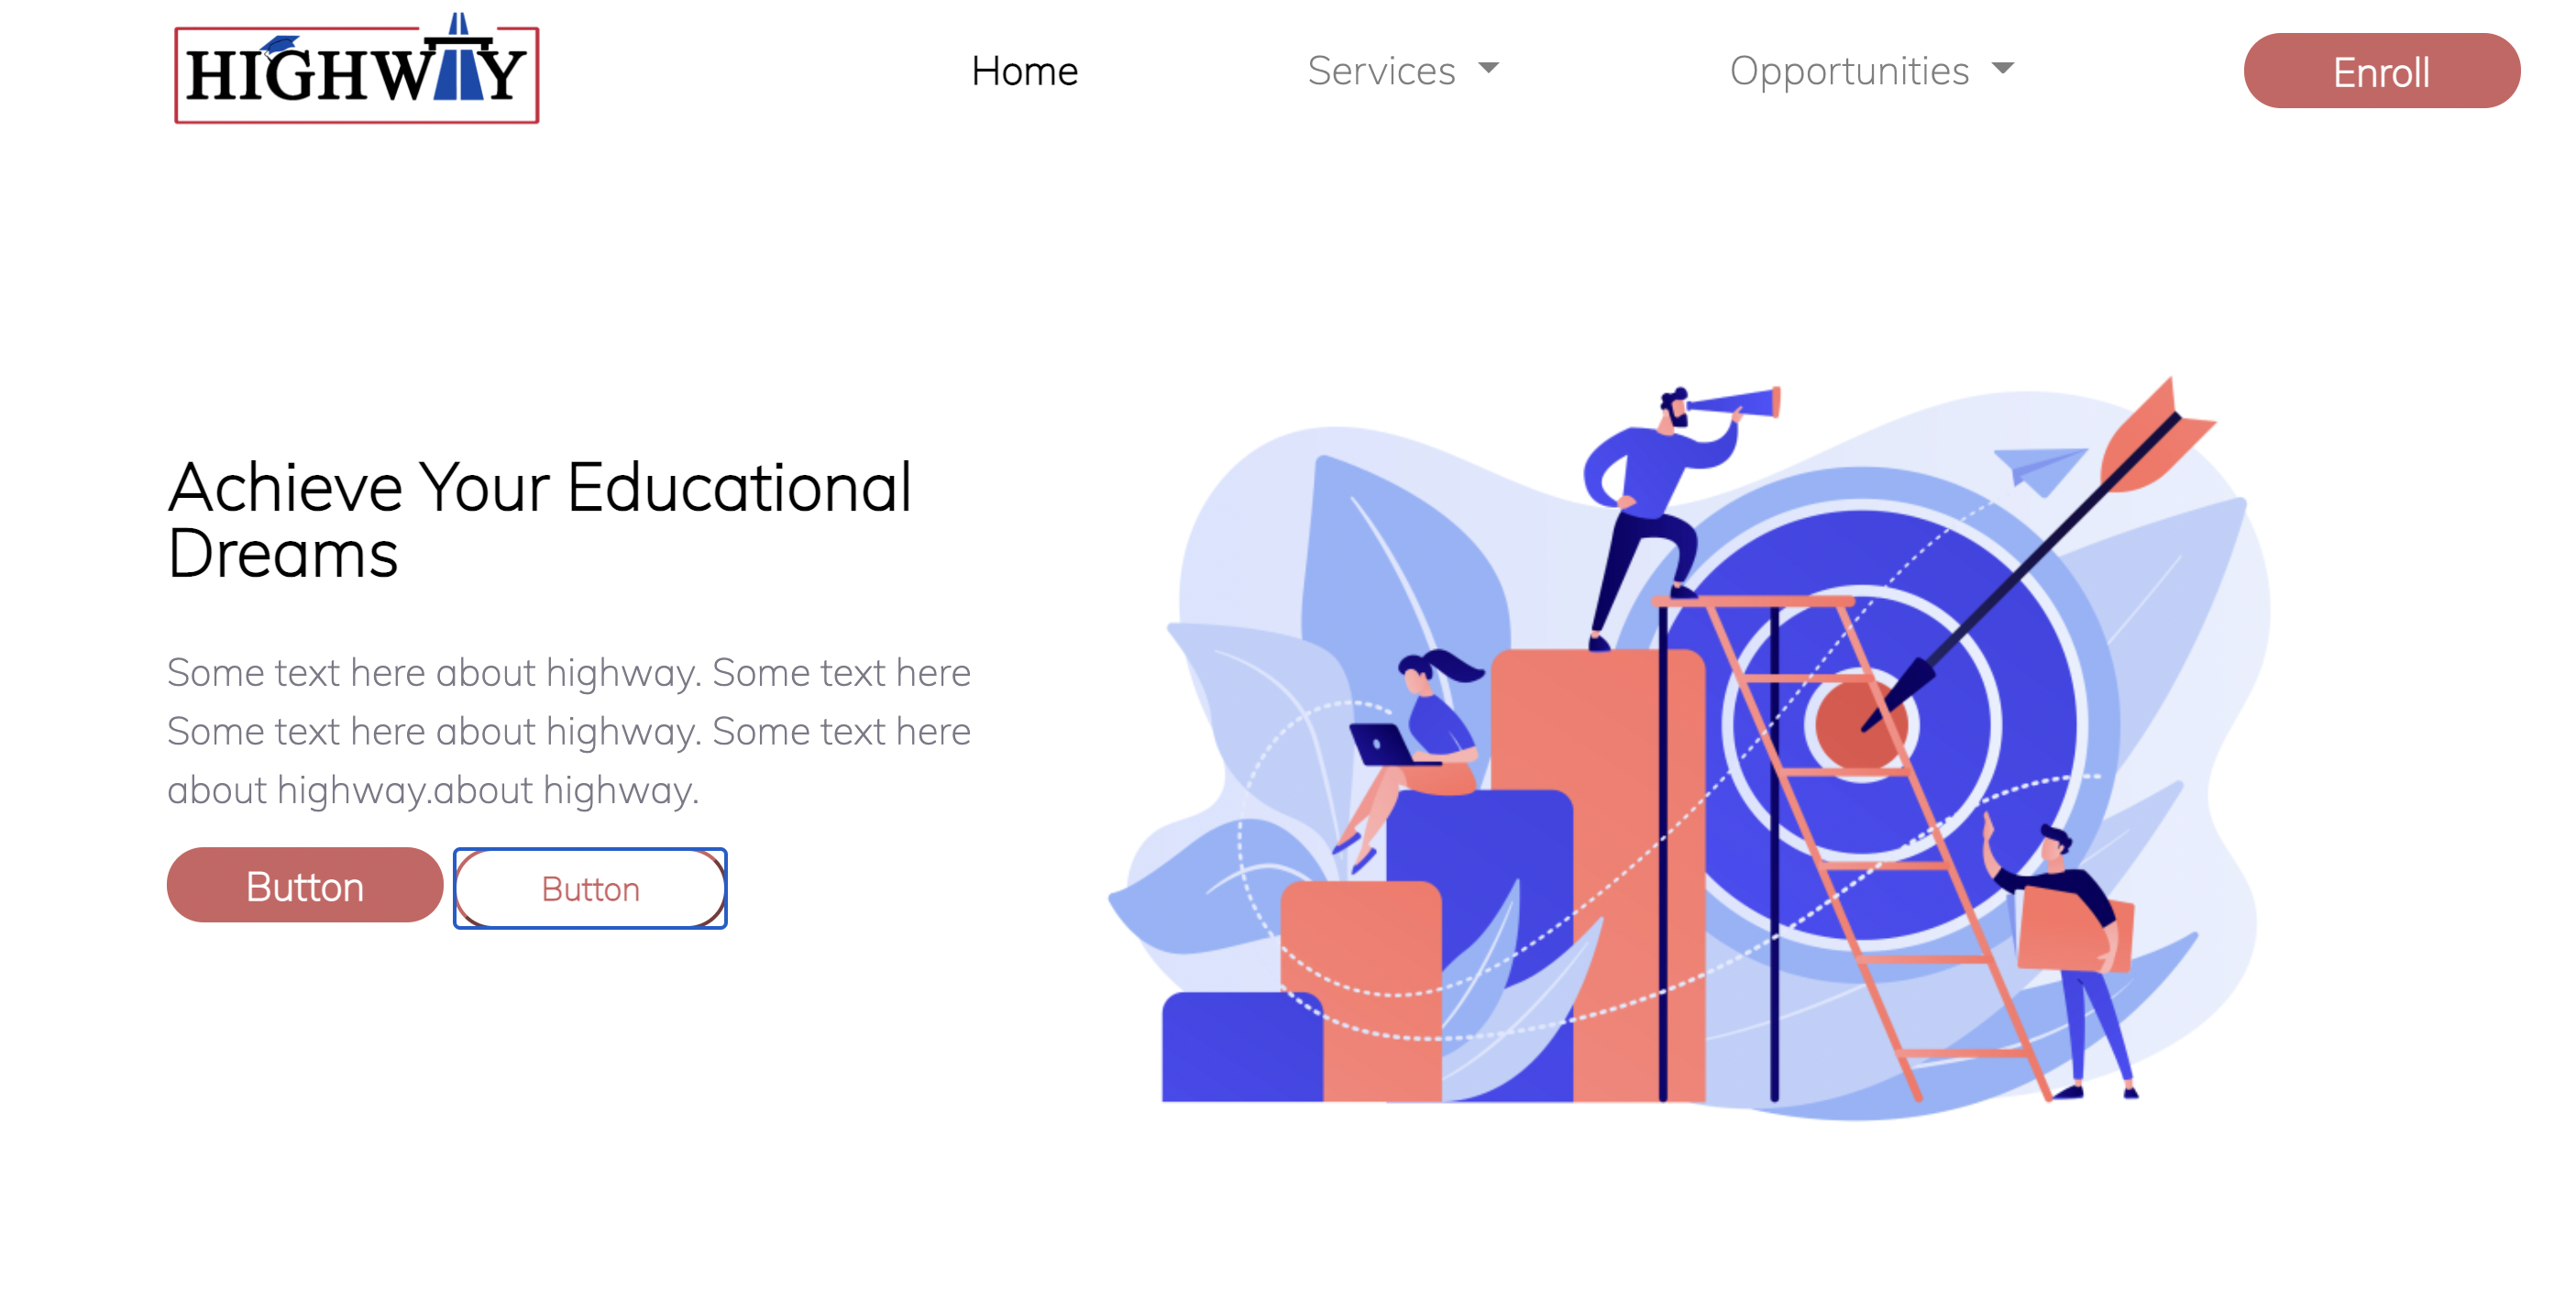 HIGHWAY
Home
Services
Opportunities
Enroll
Achieve Your Educational
Dreams
Some text here about highway. Some text here
Some text here about highway. Some text here
about highway.about highway.
Button
Button